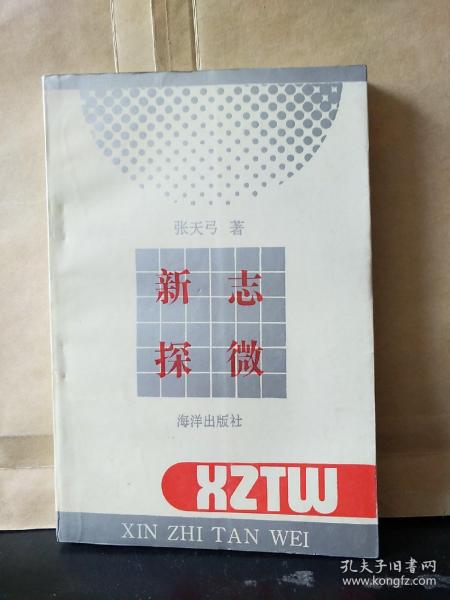 张天弓 著
新志
探微
海洋出版社
XZTW
XIN ZHI TAN WEI
孔夫子旧书网
www.kongfz.com